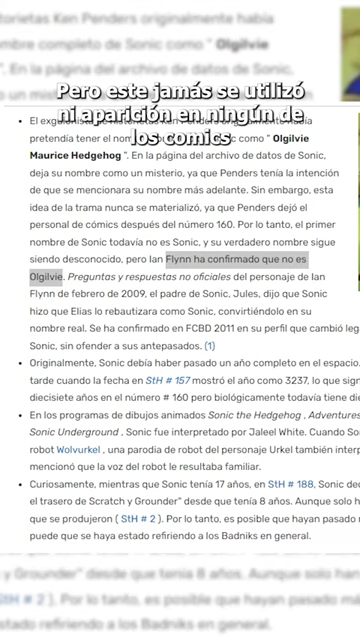 torietas Ken Penders originalmente había
mbre completo de Sonic como " Olgilvie
". En la página del archivo de datos de Sonic,
Pero este jamás se utilizó
ni aparición en ningún de
los comics
• El exguionista de
pretendía tener el nom
c como " Olgilvie
Maurice Hedgehog ". En la página del archivo de datos de Sonic,
deja su nombre como un misterio, ya que Penders tenía la intención
de que se mencionara su nombre más adelante. Sin embargo, esta
idea de la trama nunca se materializó, ya que Penders dejó el
personal de cómics después del número 160. Por lo tanto, el primer
nombre de Sonic todavía no es Sonic, y su verdadero nombre sigue
siendo desconocido, pero Ian Flynn ha confirmado que no es
Olgilvie. Preguntas y respuestas no oficiales del personaje de Ian
Flynn de febrero de 2009, el padre de Sonic, Jules, dijo que Sonic
hizo que Elias lo rebautizara como Sonic, convirtiéndolo en su
nombre real. Se ha confirmado en FCBD 2011 en su perfil que cambió lega
Sonic, sin ofender a sus antepasados. (1)
• Originalmente, Sonic debía haber pasado un año completo en el espacio.
tarde cuando la fecha en StH # 157 mostró el año como 3237, lo que sign
diecisiete años en el número # 160 pero biológicamente todavía tiene die
• En los programas de dibujos animados Sonic the Hedgehog , Adventures
Sonic Underground , Sonic fue interpretado por Jaleel White. Cuando So
robot Wolvurkel , una parodia de robot del personaje Urkel también interp
mencionó que la voz del robot le resultaba familiar.
• Curiosamente, mientras que Sonic tenía 17 años, en StH # 188, Sonic dec
el trasero de Scratch y Grounder" desde que tenía 8 años. Aunque solo h
que se produjeron ( StH # 2 ). Por lo tanto, es posible que hayan pasado m
puede que se haya estado refiriendo a los Badniks en general.
y Grounder" desde que tenía 8 años. Aunque solo han
StH # 2 ). Por lo tanto, es posible que hayan pasado más
estado refiriendo a los Badniks en general.